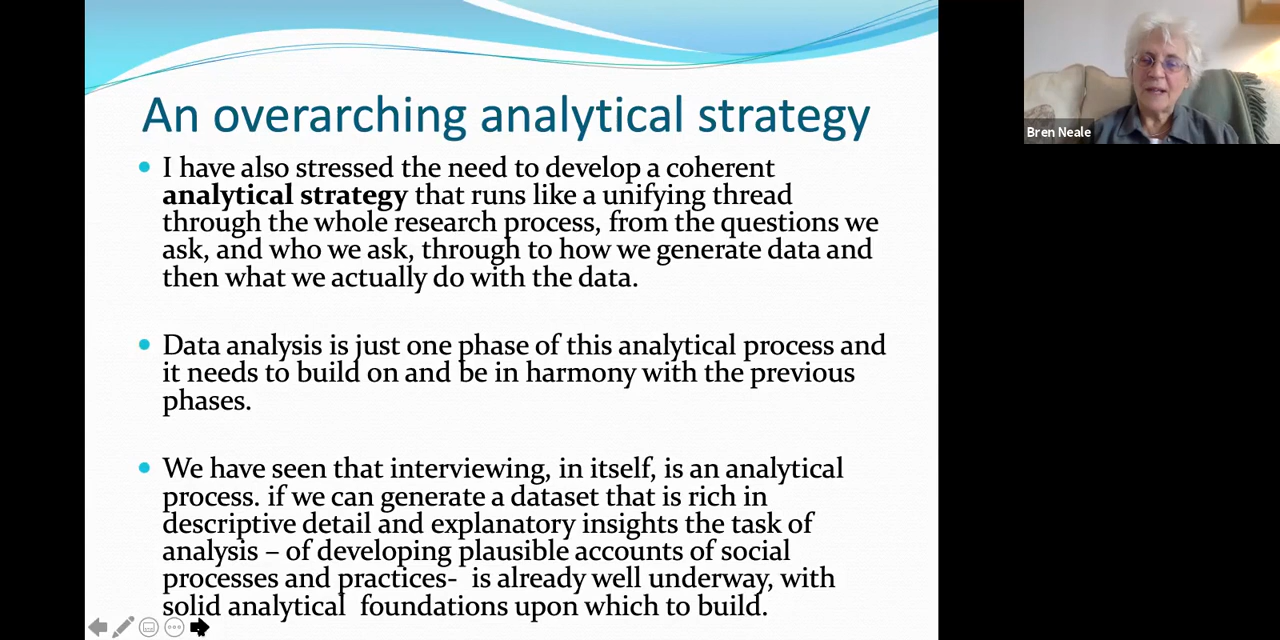 An overarching analytical strategy
I have also stressed the need to develop a coherent
analytical strategy that runs like a unifying thread
through the whole research process, from the questions we
ask, and who we ask, through to how we generate data and
then what we actually do with the data.
Data analysis is just one phase of this analytical process and
it needs to build on and be in harmony with the previous
phases.
We have seen that interviewing, in itself, is an analytical
process. if we can generate a dataset that is rich in
descriptive detail and explanatory insights the task of
analysis – of developing plausible accounts of social
processes and practices-  is already well underway, with
solid analytical  foundations upon which to build.
Bren Neale